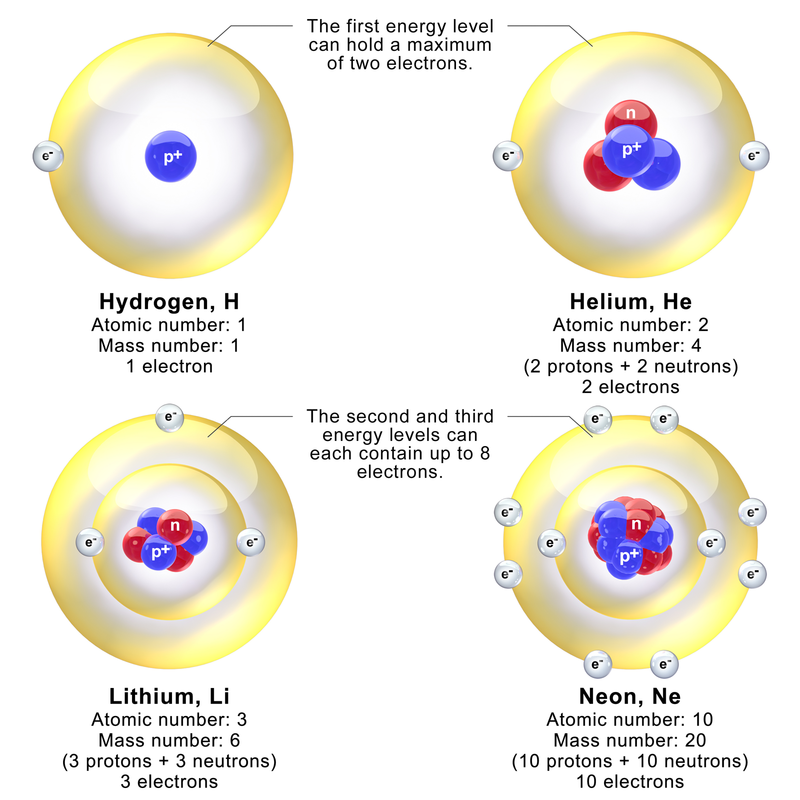 The first energy level
can hold a maximum
of two electrons.
e-
p+
n
p+
e-
e-
Hydrogen, H
Atomic number: 1
Mass number: 1
1 electron
Helium, He
Atomic number: 2
Mass number: 4
(2 protons + 2 neutrons)
2 electrons
The second and third
energy levels can
each contain up to 8
electrons.
e-
e-
e-
n
p+
e-
e-
e-
e-
e-
e-
n
p+
e-
e-
e-
e-
e-
Lithium, Li
Atomic number: 3
Mass number: 6
(3 protons + 3 neutrons)
3 electrons
Neon, Ne
Atomic number: 10
Mass number: 20
(10 protons + 10 neutrons)
10 electrons